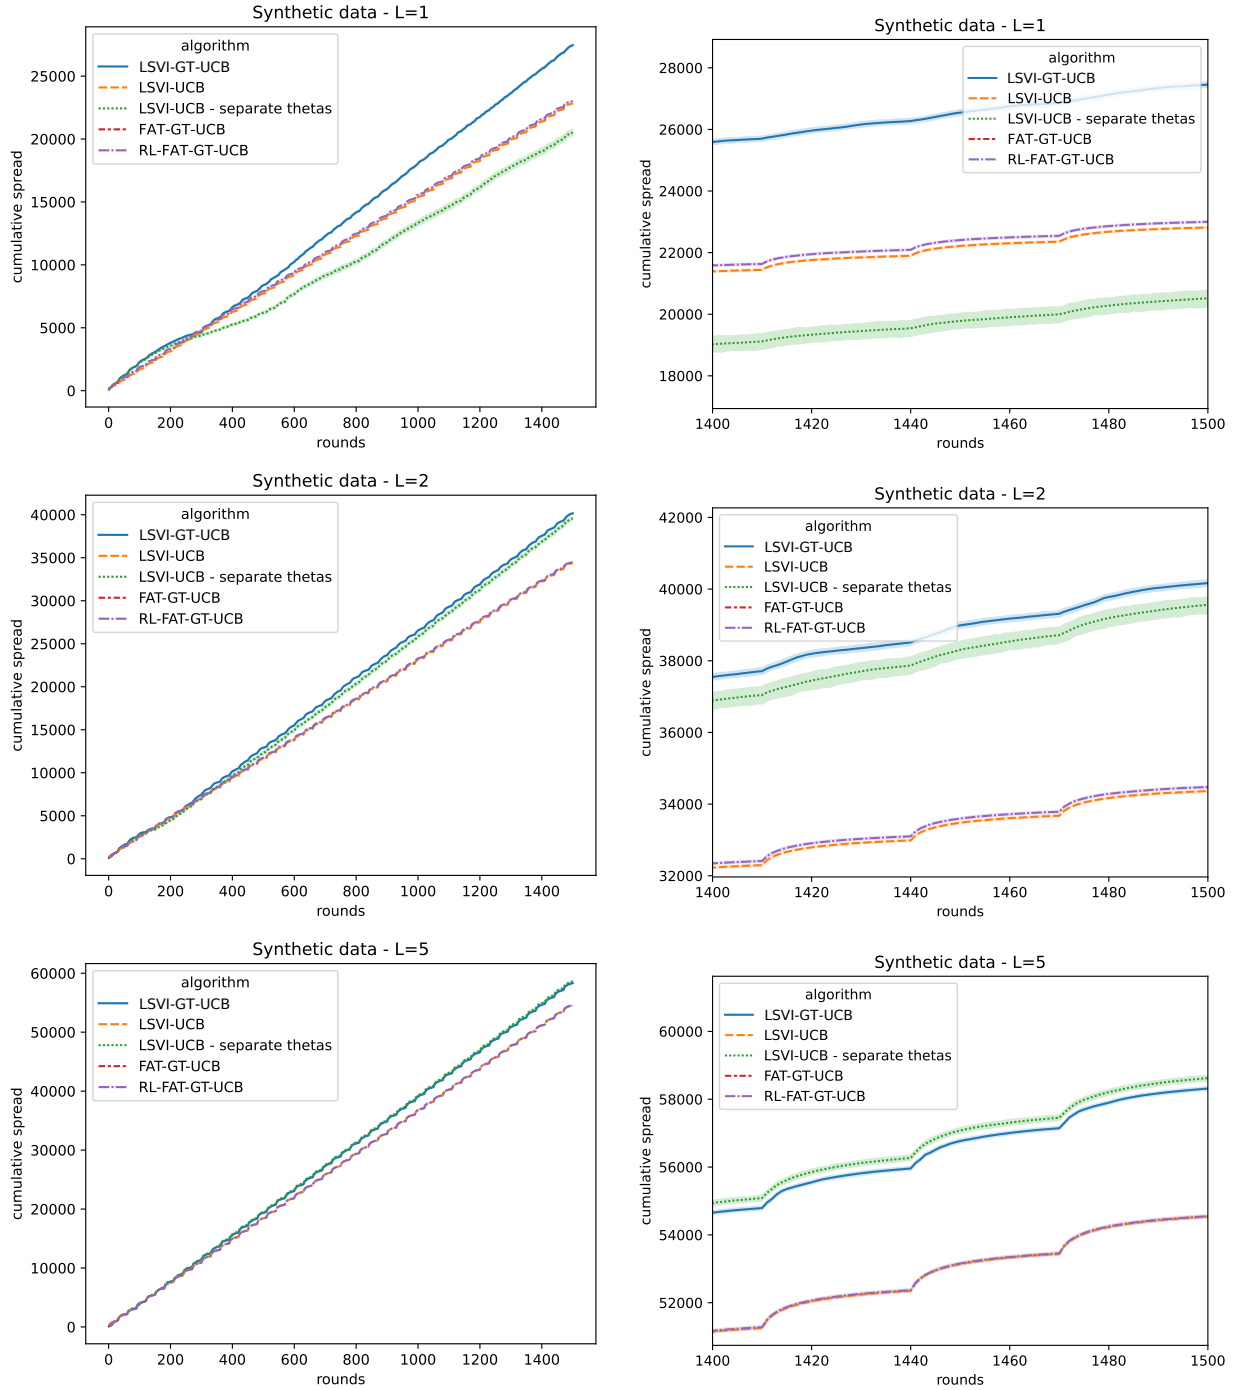 Synthetic data - L=1
cumulative spread
25000
20000
15000
10000
5000
0
algorithm
LSVI-GT-UCB
LSVI-UCB
LSVI-UCB - separate thetas
FAT-GT-UCB
RL-FAT-GT-UCB
0 200 400 600 800 1000 1200 1400
rounds
Synthetic data - L=1
cumulative spread
28000
26000
24000
22000
20000
18000
algorithm
LSVI-GT-UCB
LSVI-UCB
LSVI-UCB - separate thetas
FAT-GT-UCB
RL-FAT-GT-UCB
1400 1420 1440 1460 1480 1500
rounds
Synthetic data - L=2
cumulative spread
40000
35000
30000
25000
20000
15000
10000
5000
0
algorithm
LSVI-GT-UCB
LSVI-UCB
LSVI-UCB - separate thetas
FAT-GT-UCB
RL-FAT-GT-UCB
0 200 400 600 800 1000 1200 1400
rounds
Synthetic data - L=2
cumulative spread
42000
40000
38000
36000
34000
32000
algorithm
LSVI-GT-UCB
LSVI-UCB
LSVI-UCB - separate thetas
FAT-GT-UCB
RL-FAT-GT-UCB
1400 1420 1440 1460 1480 1500
rounds
Synthetic data - L=5
cumulative spread
60000
50000
40000
30000
20000
10000
0
algorithm
LSVI-GT-UCB
LSVI-UCB
LSVI-UCB - separate thetas
FAT-GT-UCB
RL-FAT-GT-UCB
0 200 400 600 800 1000 1200 1400
rounds
Synthetic data - L=5
cumulative spread
60000
58000
56000
54000
52000
algorithm
LSVI-GT-UCB
LSVI-UCB
LSVI-UCB - separate thetas
FAT-GT-UCB
RL-FAT-GT-UCB
1400 1420 1440 1460 1480 1500
rounds